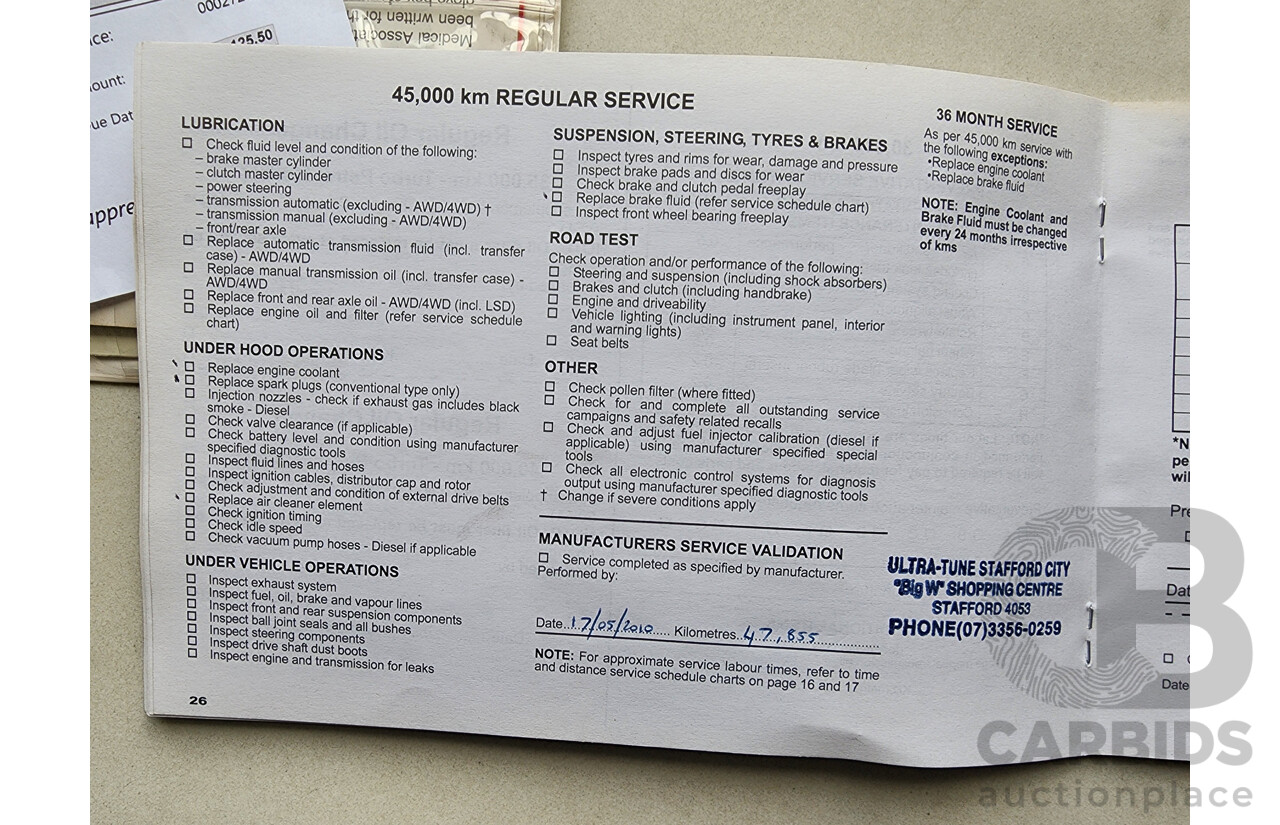 125.50
ce:
ount:
ue Dat
appre
Medical Associat
been written for th
45,000 km REGULAR SERVICE
LUBRICATION
Check fluid level and condition of the following:
– brake master cylinder
– clutch master cylinder
– power steering
– transmission automatic (excluding - AWD/4WD) †
– transmission manual (excluding - AWD/4WD)
– front/rear axle
Replace automatic transmission fluid (incl. transfer
case) - AWD/4WD
Replace manual transmission oil (incl. transfer case) -
AWD/4WD
Replace front and rear axle oil - AWD/4WD (incl. LSD)
Replace engine oil and filter (refer service schedule
chart)
UNDER HOOD OPERATIONS
Replace engine coolant
Replace spark plugs (conventional type only)
Injection nozzles - check if exhaust gas includes black
smoke - Diesel
Check valve clearance (if applicable)
Check battery level and condition using manufacturer
specified diagnostic tools
Inspect fluid lines and hoses
Inspect ignition cables, distributor cap and rotor
Check adjustment and condition of external drive belts
Replace air cleaner element
Check ignition timing
Check idle speed
Check vacuum pump hoses - Diesel if applicable
UNDER VEHICLE OPERATIONS
Inspect exhaust system
Inspect fuel, oil, brake and vapour lines
Inspect front and rear suspension components
Inspect ball joint seals and all bushes
Inspect steering components
Inspect drive shaft dust boots
Inspect engine and transmission for leaks
26
SUSPENSION, STEERING, TYRES & BRAKES
Inspect tyres and rims for wear, damage and pressure
Inspect brake pads and discs for wear
Check brake and clutch pedal freeplay
Replace brake fluid (refer service schedule chart)
Inspect front wheel bearing freeplay
ROAD TEST
Check operation and/or performance of the following:
Steering and suspension (including shock absorbers)
Brakes and clutch (including handbrake)
Engine and driveability
Vehicle lighting (including instrument panel, interior
and warning lights)
Seat belts
OTHER
Check pollen filter (where fitted)
Check for and complete all outstanding service
campaigns and safety related recalls
Check and adjust fuel injector calibration (diesel if
applicable) using manufacturer specified special
tools
Check all electronic control systems for diagnosis
output using manufacturer specified diagnostic tools
† Change if severe conditions apply
MANUFACTURERS SERVICE VALIDATION
Service completed as specified by manufacturer.
Performed by:
Date..17/05/2010.... Kilometres..47,855..............
NOTE: For approximate service labour times, refer to time
and distance service schedule charts on page 16 and 17
36 MONTH SERVICE
As per 45,000 km service with
the following exceptions:
•Replace engine coolant
•Replace brake fluid
NOTE: Engine Coolant and
Brake Fluid must be changed
every 24 months irrespective
of kms
ULTRA-TUNE STAFFORD CITY
"Big W" SHOPPING CENTRE
STAFFORD 4053
PHONE(07)3356-0259
*N
pe
wil
Pre
Dat
Date
CB
CARBIDS
auctionplace